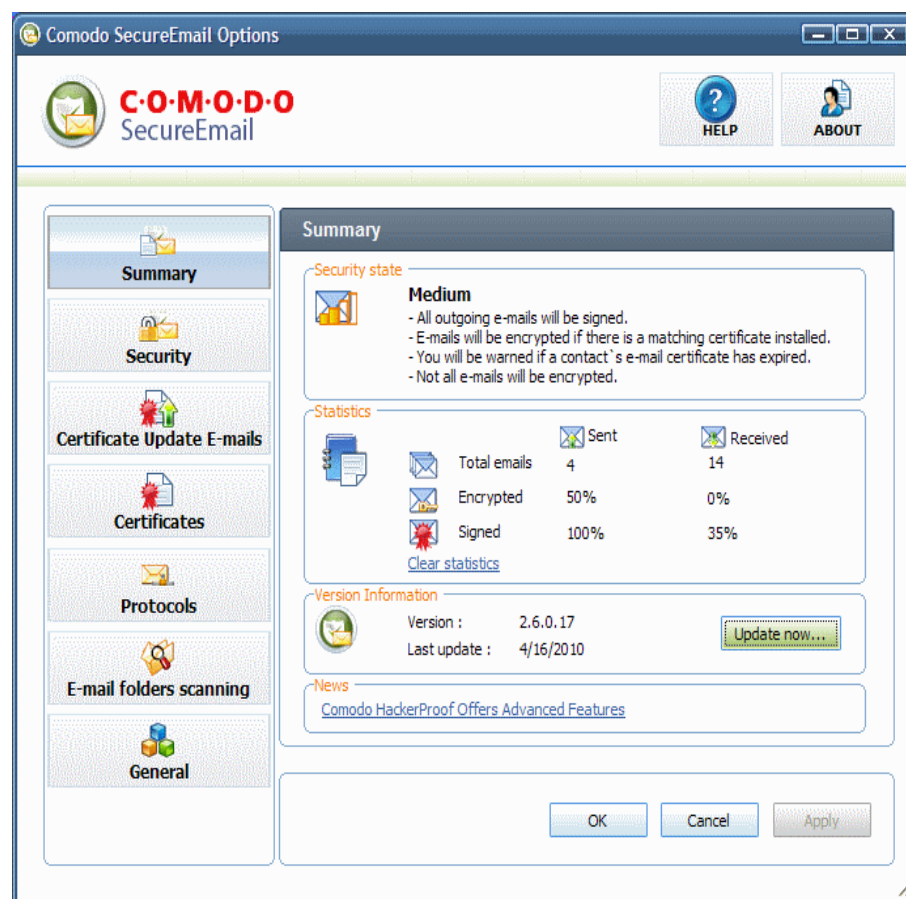 Comodo SecureEmail Options
C·O·M·O·D·O
SecureEmail
HELP
ABOUT
Summary
Security
Certificate Update E-mails
Certificates
Protocols
E-mail folders scanning
General
Summary
Security state
Medium
- All outgoing e-mails will be signed.
- E-mails will be encrypted if there is a matching certificate installed.
- You will be warned if a contact`s e-mail certificate has expired.
- Not all e-mails will be encrypted.
Statistics
Sent Received
Total emails 4 14
Encrypted 50% 0%
Signed 100% 35%
Clear statistics
Version Information
Version : 2.6.0.17
Last update : 4/16/2010
Update now...
News
Comodo HackerProof Offers Advanced Features
OK Cancel Apply